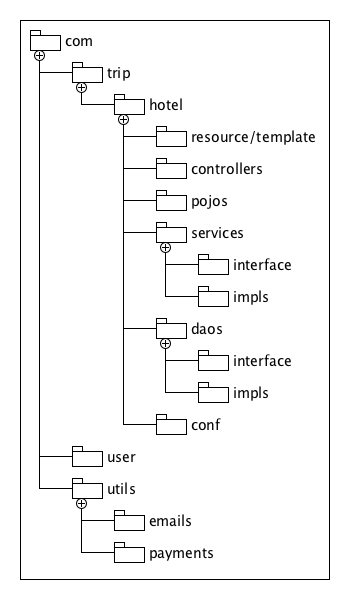 com
trip
hotel
resource/template
controllers
pojos
services
interface
impls
daos
interface
impls
conf
user
utils
emails
payments